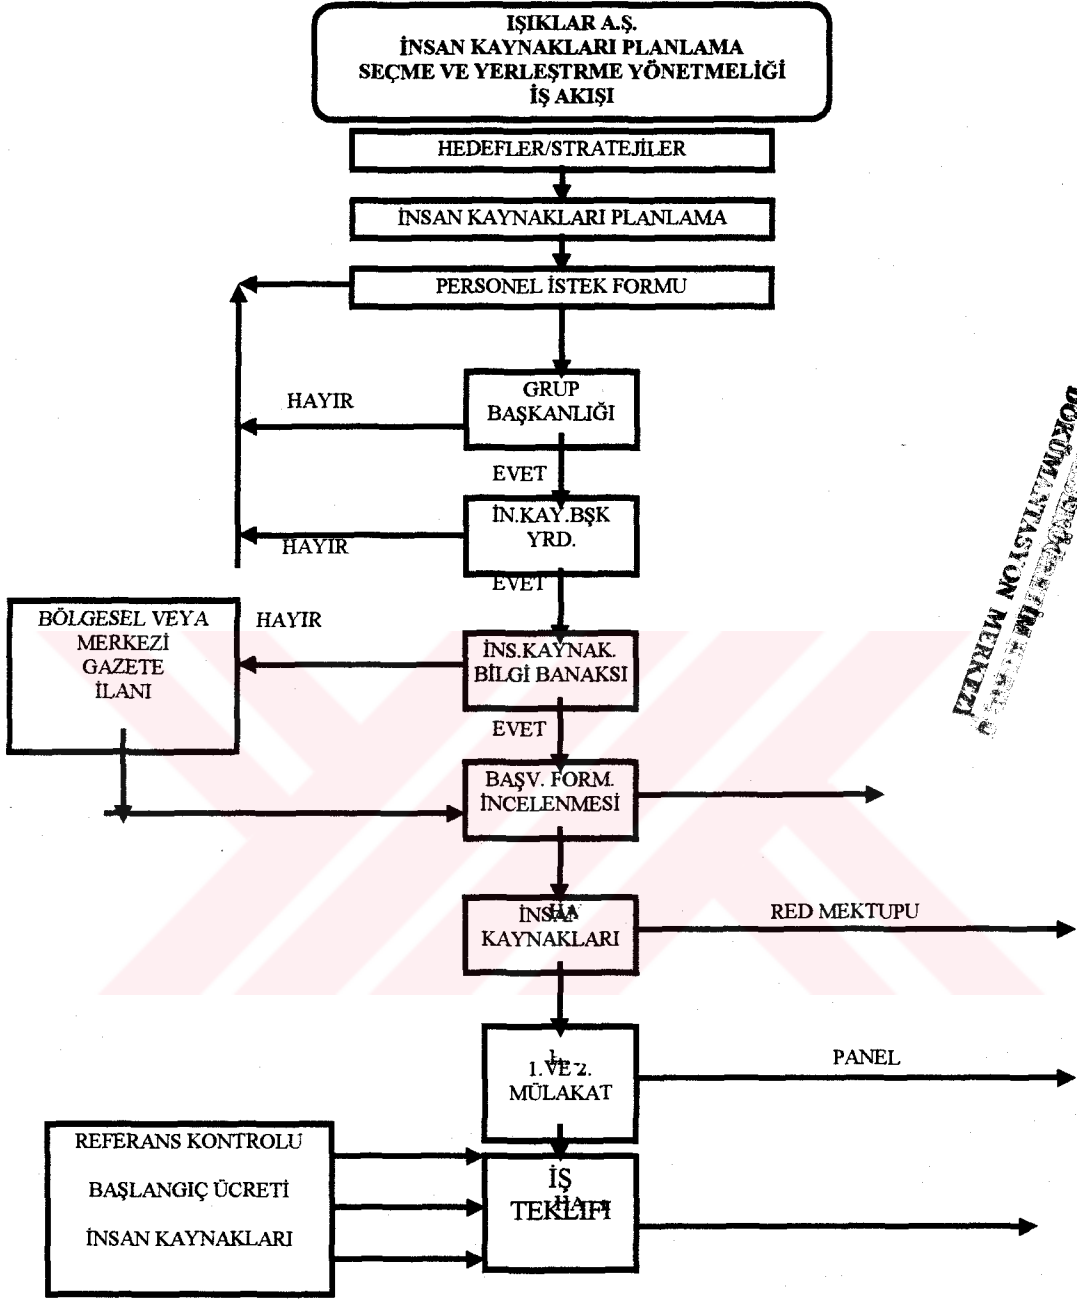 IŞIKLAR A.Ş.
İNSAN KAYNAKLARI PLANLAMA
SEÇME VE YERLEŞTRME YÖNETMELİĞİ
İŞ AKIŞI
HEDEFLER/STRATEJİLER
İNSAN KAYNAKLARI PLANLAMA
PERSONEL İSTEK FORMU
GRUP
BAŞKANLIĞI
HAYIR
EVET
İN.KAY.BŞK
YRD.
HAYIR
EVET
BÖLGESEL VEYA
MERKEZİ
GAZETE
İLANI
HAYIR
İNS.KAYNAK.
BİLGİ BANAKSI
EVET
BAŞV. FORM.
İNCELENMESİ
İNSAN
KAYNAKLARI
RED MEKTUPU
1.VE 2.
MÜLAKAT
PANEL
REFERANS KONTROLU
BAŞLANGIÇ ÜCRETİ
İNSAN KAYNAKLARI
İŞ
TEKLIFI
DOKÜMANTASYON MERKEZİ